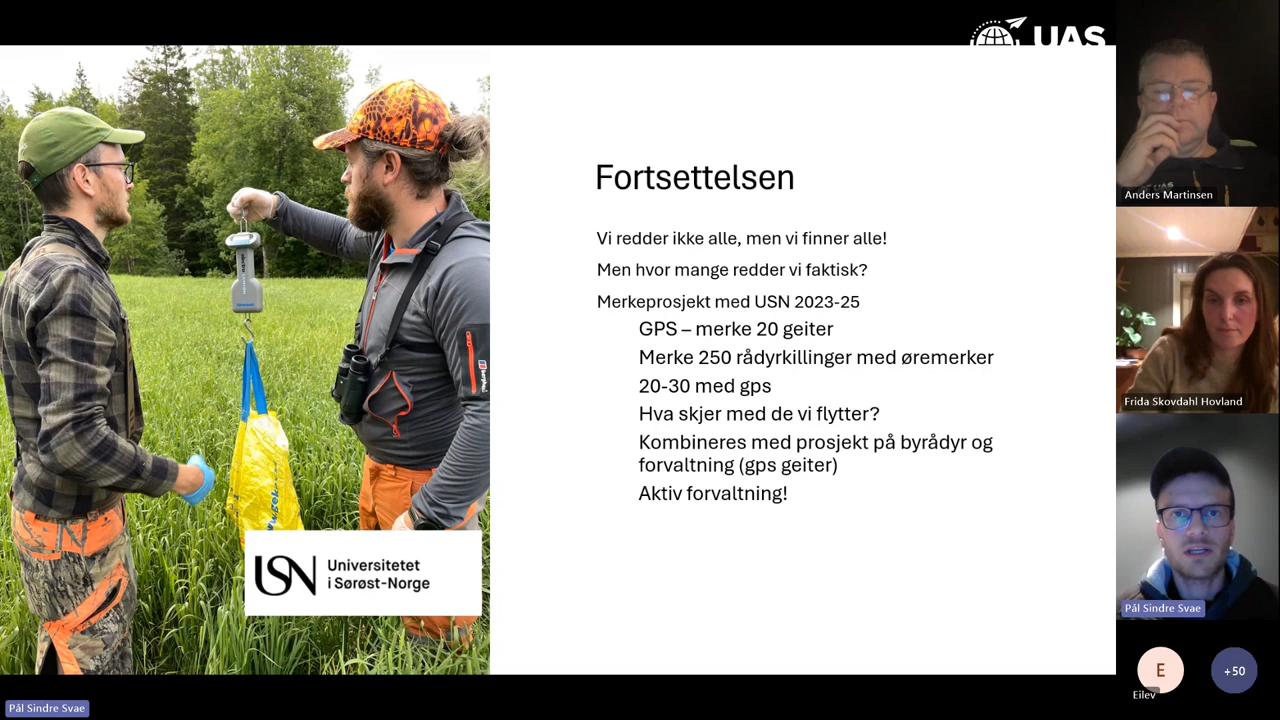 UAS
Fortsettelsen
Vi redder ikke alle, men vi finner alle!
Men hvor mange redder vi faktisk?
Merkeprosjekt med USN 2023-25
GPS – merke 20 geiter
Merke 250 rådyrkillinger med øremerker
20-30 med gps
Hva skjer med de vi flytter?
Kombineres med prosjekt på byrådyr og
forvaltning (gps geiter)
Aktiv forvaltning!
USN
Universitetet
i Sørøst-Norge
Anders Martinsen
Frida Skovdahl Hovland
Pål Sindre Svae
E
Eilev
+50
Pål Sindre Svae